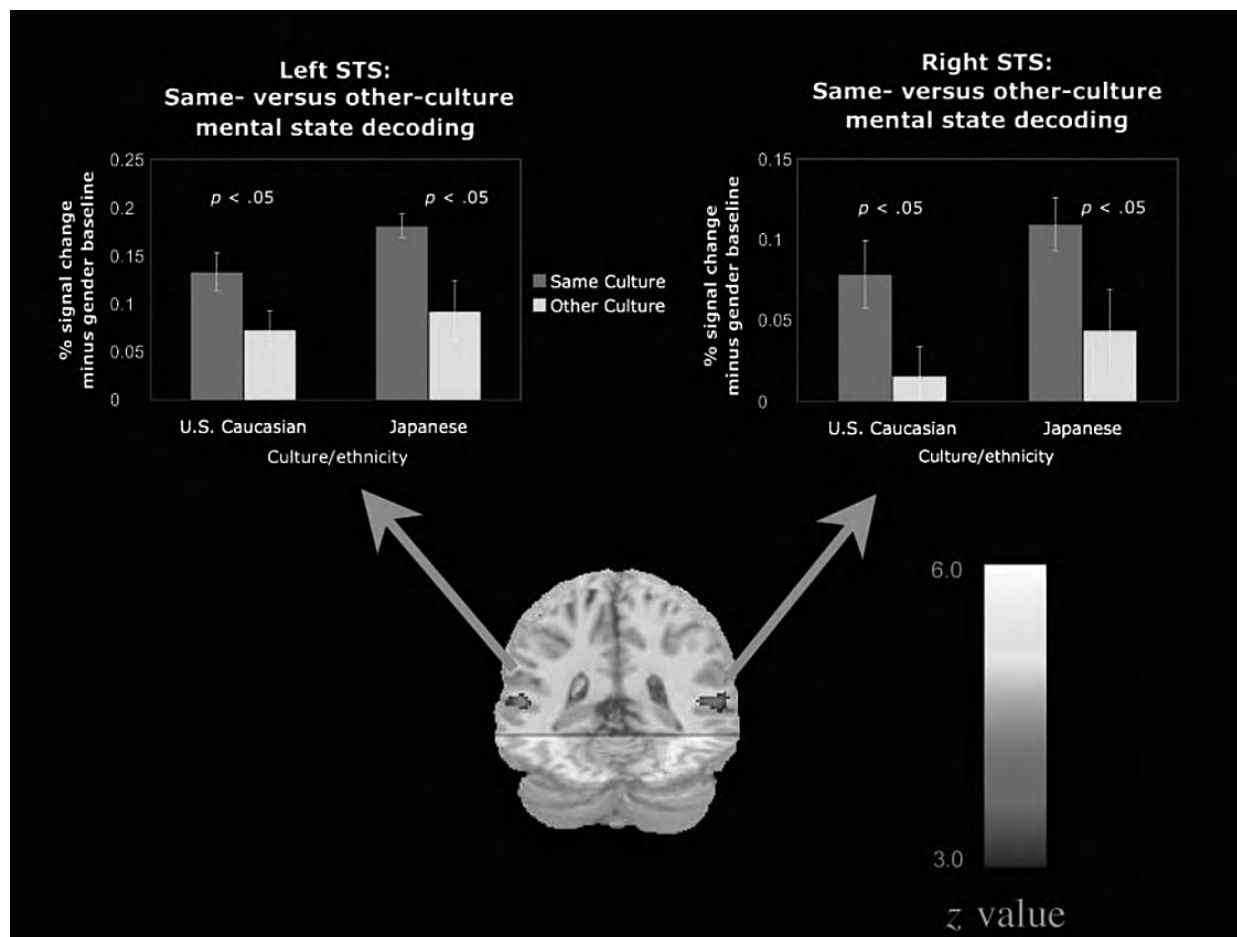 Left STS:
Same- versus other-culture
mental state decoding
0.25
0.2
0.15
0.1
0.05
0
% signal change
minus gender baseline
p < .05
p < .05
U.S. Caucasian
Japanese
Culture/ethnicity
Same Culture
Other Culture
Right STS:
Same- versus other-culture
mental state decoding
0.15
0.1
0.05
0
% signal change
minus gender baseline
p < .05
p < .05
U.S. Caucasian
Japanese
Culture/ethnicity
6.0
3.0
z value